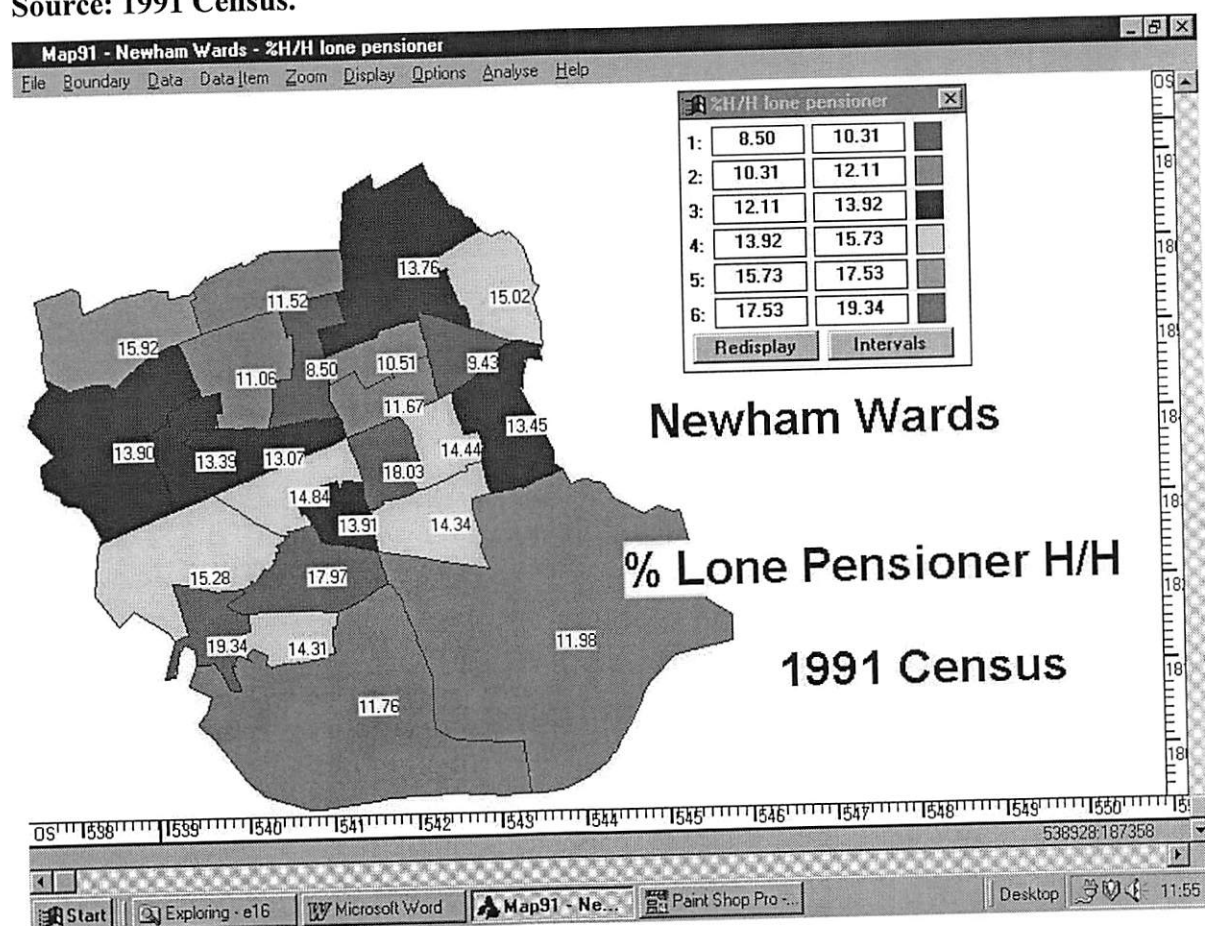 Source: 1991 Census.
Map91 - Newham Wards - %H/H lone pensioner
File Boundary Data Data Item Zoom Display Options Analyse Help
%H/H lone pensioner
1: 8.50 10.31
2: 10.31 12.11
3: 12.11 13.92
4: 13.92 15.73
5: 15.73 17.53
6: 17.53 19.34
Redisplay Intervals
OS
13.76
15.02
11.52
15.92
11.06
8.50
10.51
9.43
11.67
13.45
13.90
13.39
13.07
14.44
18.03
14.84
13.91
14.34
15.28
17.97
19.34
14.31
11.98
11.76
Newham Wards
% Lone Pensioner H/H
1991 Census
OS 538 539 540 541 542 543 544 545 546 547 548 549 550
538928:187358
Start Exploring - e16 Microsoft Word Map91 - Ne... Paint Shop Pro -... Desktop 11:55